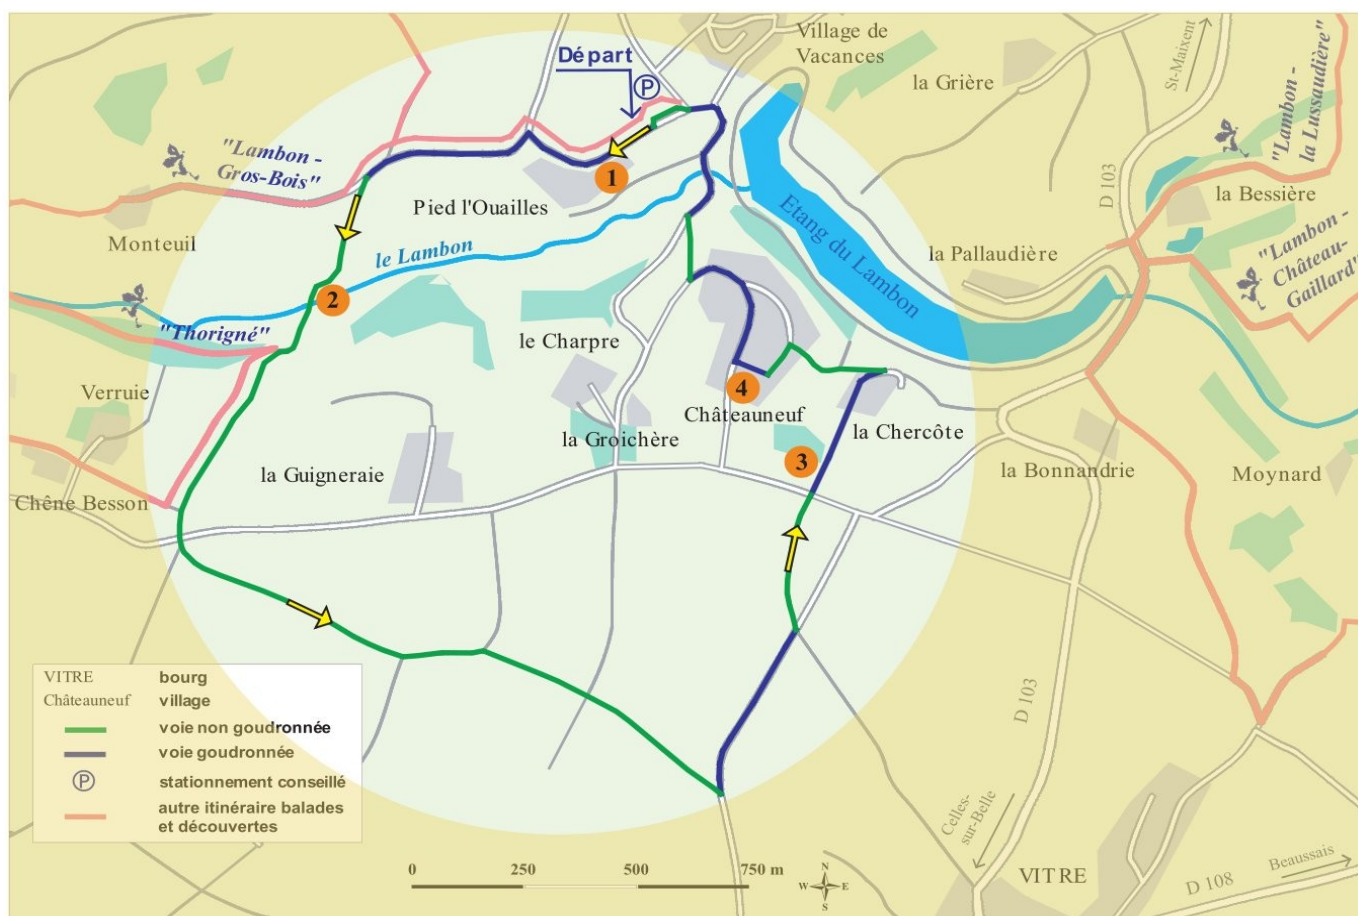 Village de
Vacances
Départ
P
la Grière
St-Maixent
"Lambon -
la Lussaudière"
D 103
"Lambon -
Gros-Bois"
1
la Bessière
Pied l'Ouailles
Monteuil
le Lambon
Etang du Lambon
la Pallaudière
"Lambon -
Château-
Gaillard"
2
"Thorigné"
le Charpre
Verruie
4
Châteauneuf
la Groichère
la Chercôte
3
la Guigneraie
la Bonnandrie
Moynard
Chêne Besson
D 103
VITRE bourg
Châteauneuf village
voie non goudronnée
voie goudronnée
P stationnement conseillé
autre itinéraire balades
et découvertes
Celles-
sur-Belle
0 250 500 750 m
N
W E
S
VITRE
D 108
Beaussais